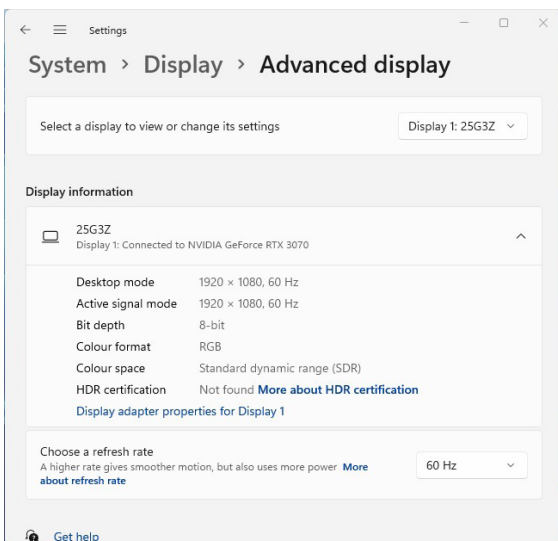 Settings
System > Display > Advanced display
Select a display to view or change its settings
Display 1: 25G3Z
Display information
25G3Z
Display 1: Connected to NVIDIA GeForce RTX 3070
Desktop mode 1920 × 1080, 60 Hz
Active signal mode 1920 × 1080, 60 Hz
Bit depth 8-bit
Colour format RGB
Colour space Standard dynamic range (SDR)
HDR certification Not found More about HDR certification
Display adapter properties for Display 1
Choose a refresh rate
A higher rate gives smoother motion, but also uses more power More
about refresh rate
60 Hz
Get help